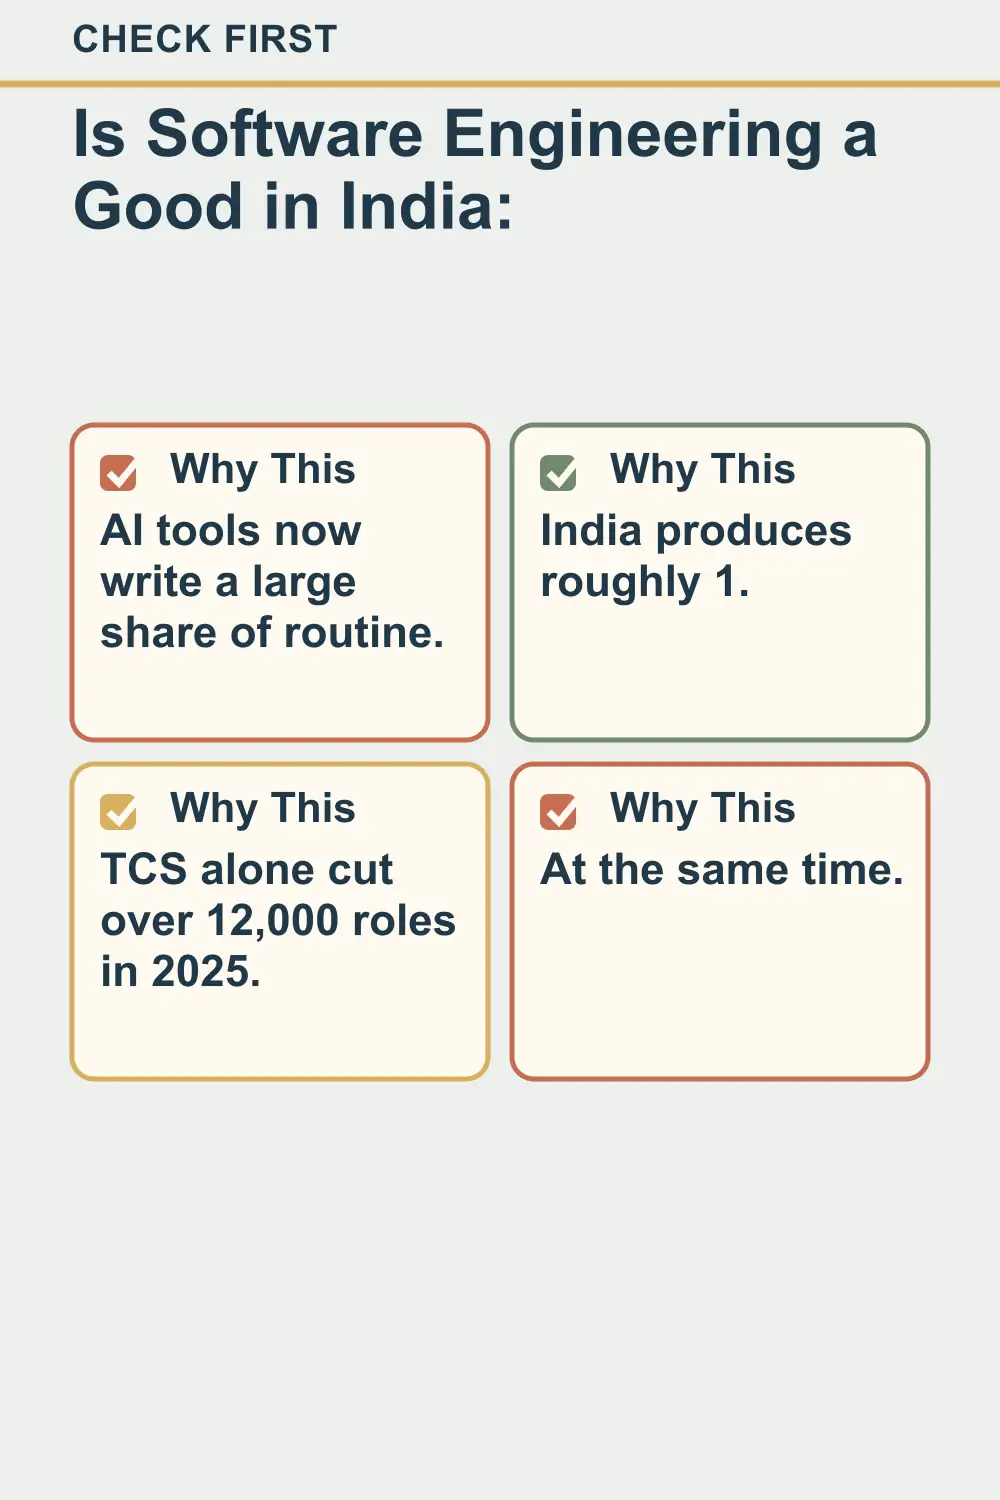 CHECK FIRST
Is Software Engineering a
Good in India:
Why This
AI tools now
write a large
share of routine.
Why This
India produces
roughly 1.
Why This
TCS alone cut
over 12,000 roles
in 2025.
Why This
At the same time.